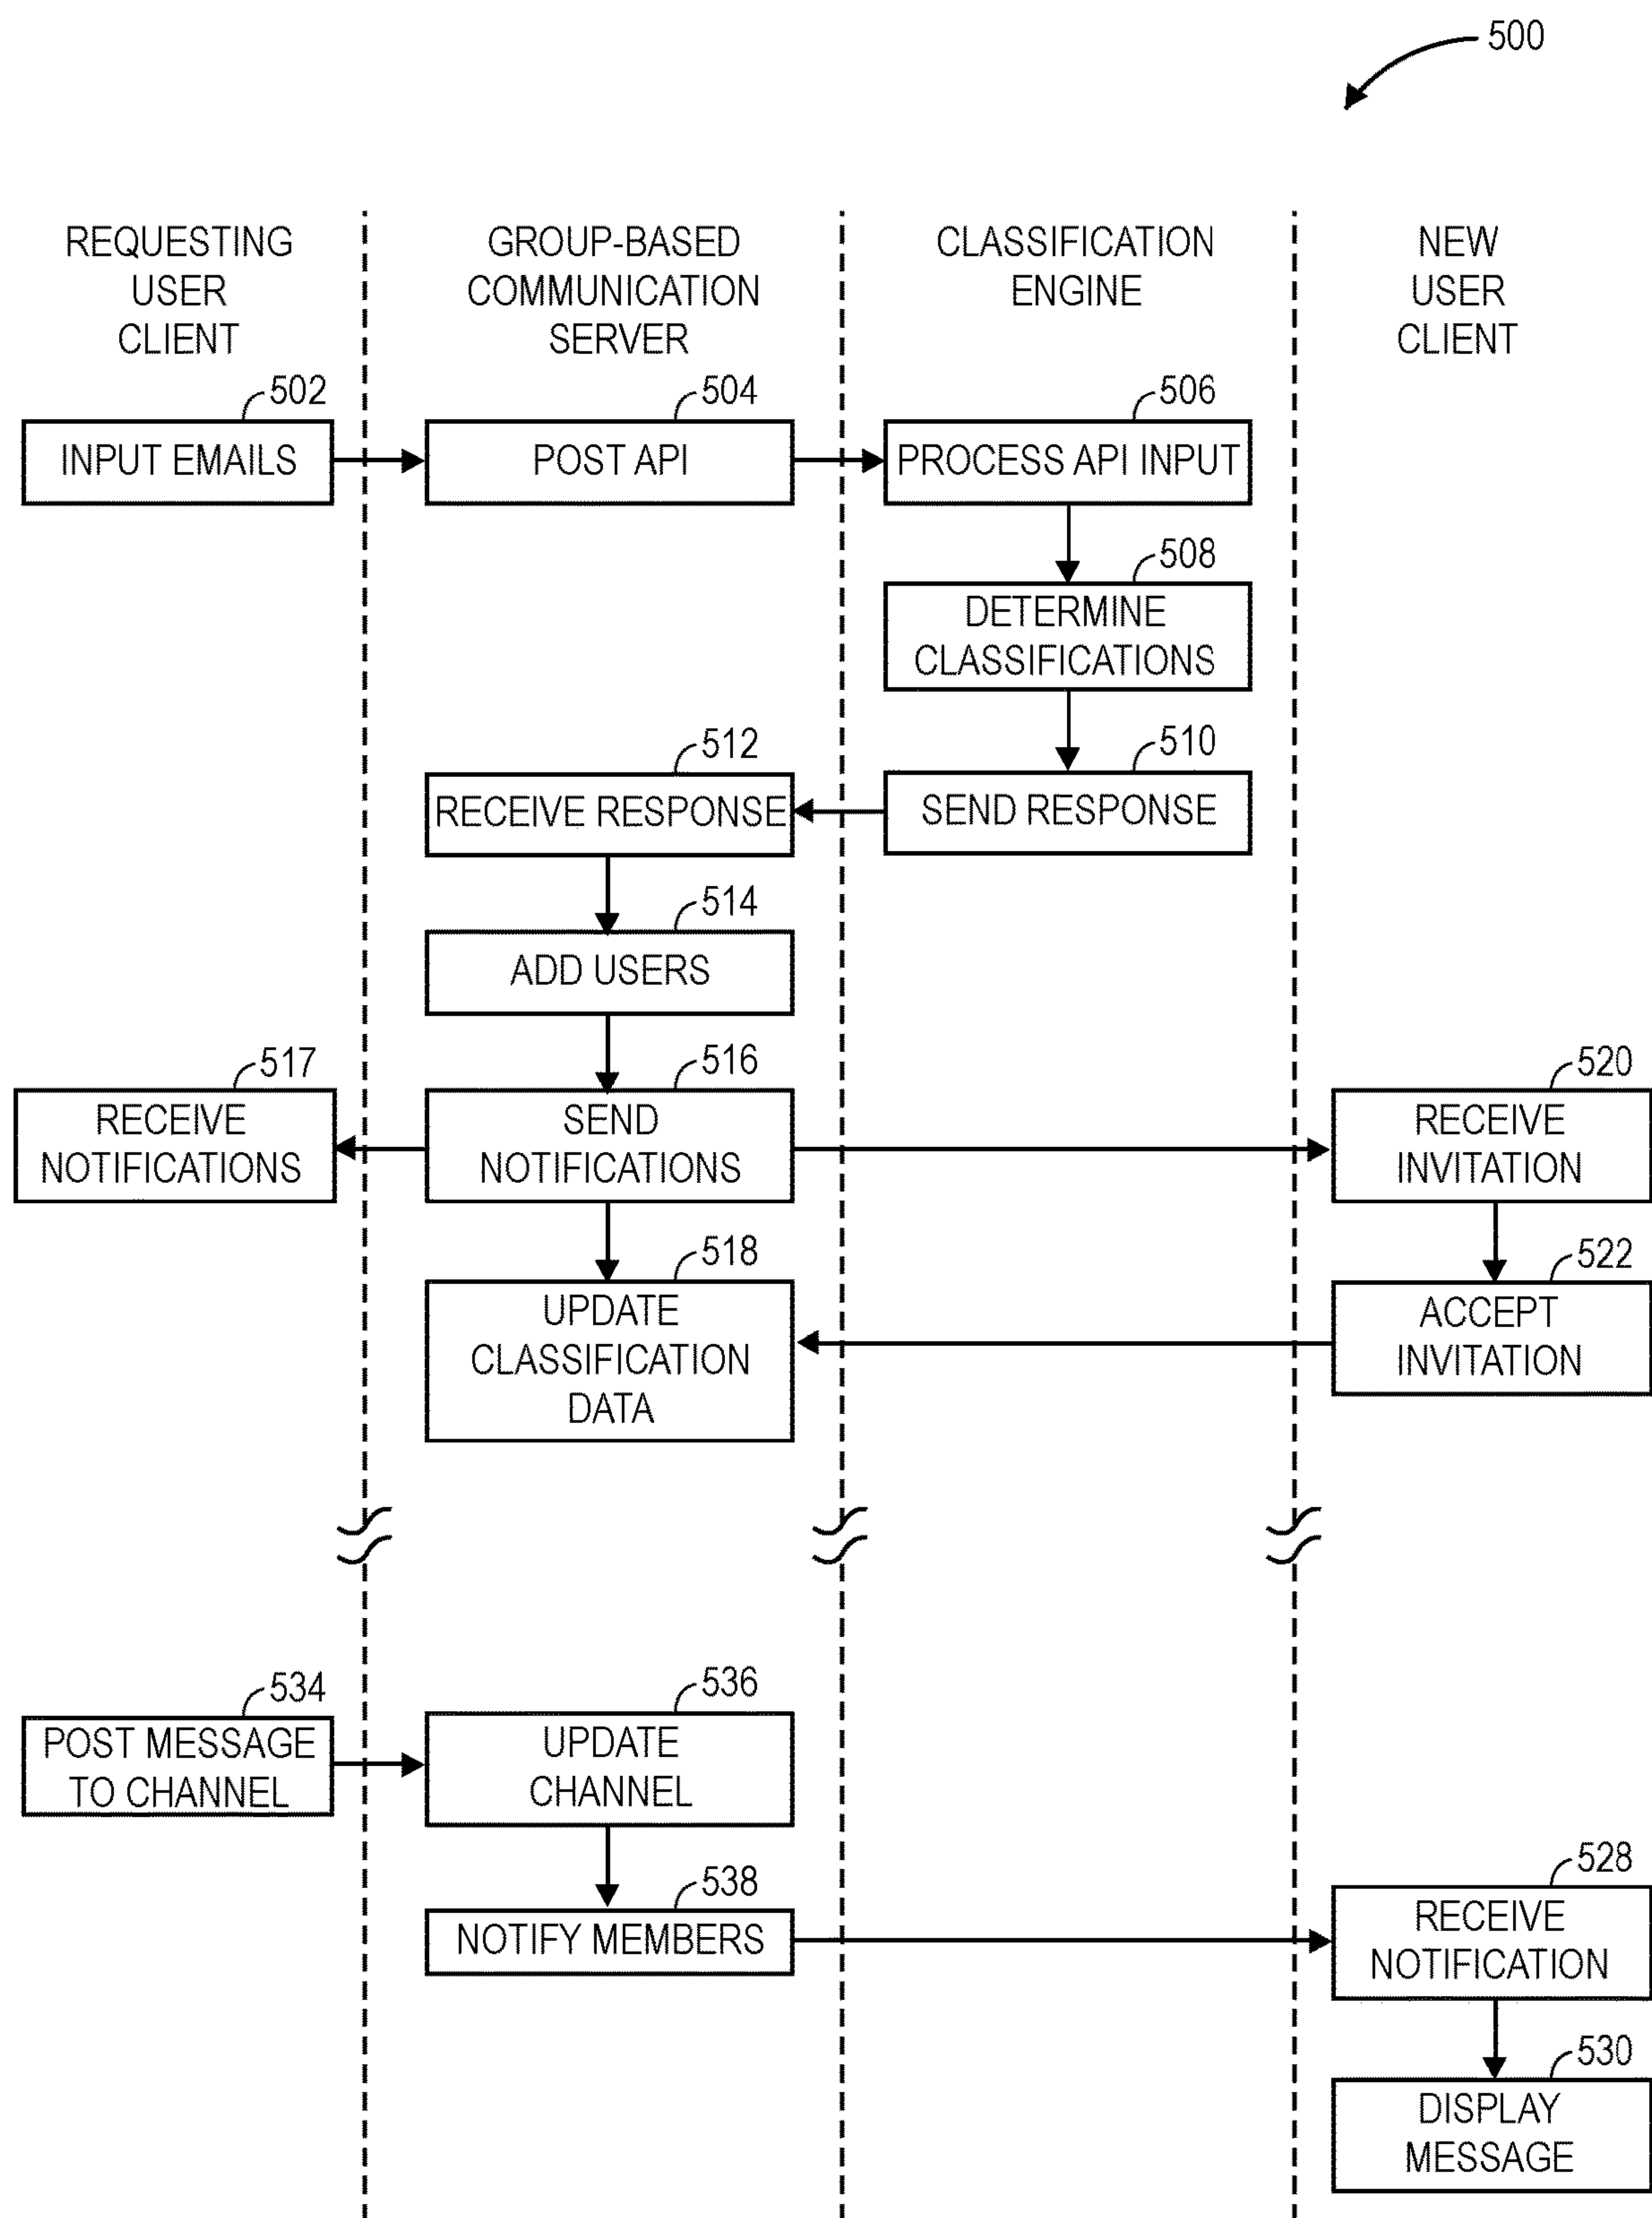 500
REQUESTING
USER
CLIENT
GROUP-BASED
COMMUNICATION
SERVER
CLASSIFICATION
ENGINE
NEW
USER
CLIENT
502
INPUT EMAILS
504
POST API
506
PROCESS API INPUT
508
DETERMINE
CLASSIFICATIONS
510
SEND RESPONSE
512
RECEIVE RESPONSE
514
ADD USERS
516
SEND
NOTIFICATIONS
517
RECEIVE
NOTIFICATIONS
520
RECEIVE
INVITATION
518
UPDATE
CLASSIFICATION
DATA
522
ACCEPT
INVITATION
534
POST MESSAGE
TO CHANNEL
536
UPDATE
CHANNEL
538
NOTIFY MEMBERS
528
RECEIVE
NOTIFICATION
530
DISPLAY
MESSAGE